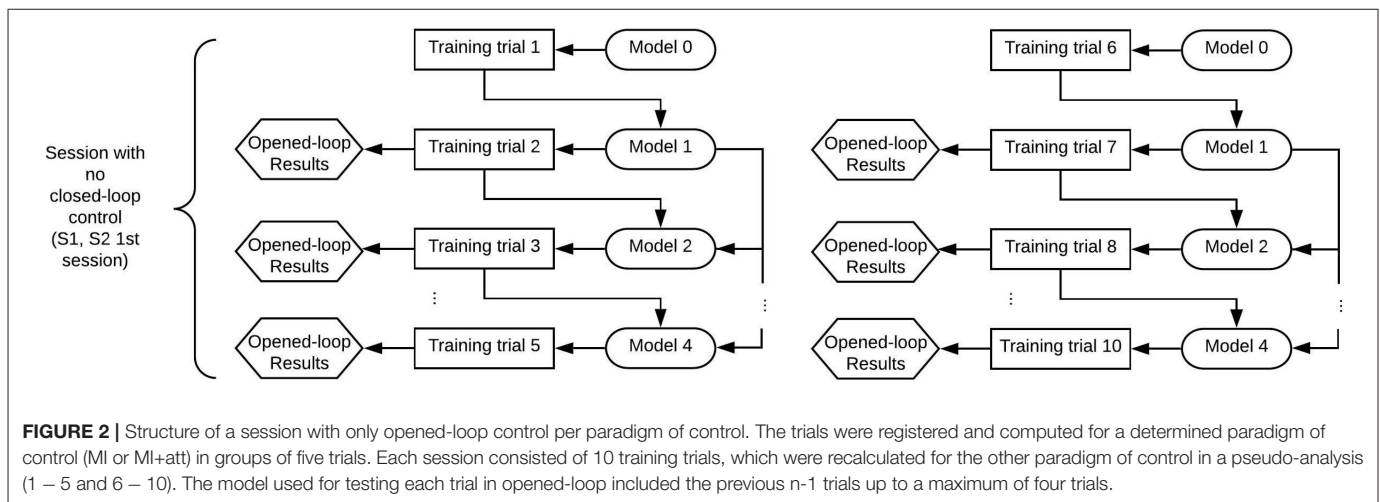 Session with
no
closed-loop
control
(S1, S2 1st
session)
Training trial 1
Model 0
Opened-loop
Results
Training trial 2
Model 1
Opened-loop
Results
Training trial 3
Model 2
...
...
Opened-loop
Results
Training trial 5
Model 4
Training trial 6
Model 0
Opened-loop
Results
Training trial 7
Model 1
Opened-loop
Results
Training trial 8
Model 2
...
...
Opened-loop
Results
Training trial 10
Model 4
FIGURE 2 | Structure of a session with only opened-loop control per paradigm of control. The trials were registered and computed for a determined paradigm of
control (MI or MI+att) in groups of five trials. Each session consisted of 10 training trials, which were recalculated for the other paradigm of control in a pseudo-analysis
(1 – 5 and 6 – 10). The model used for testing each trial in opened-loop included the previous n-1 trials up to a maximum of four trials.